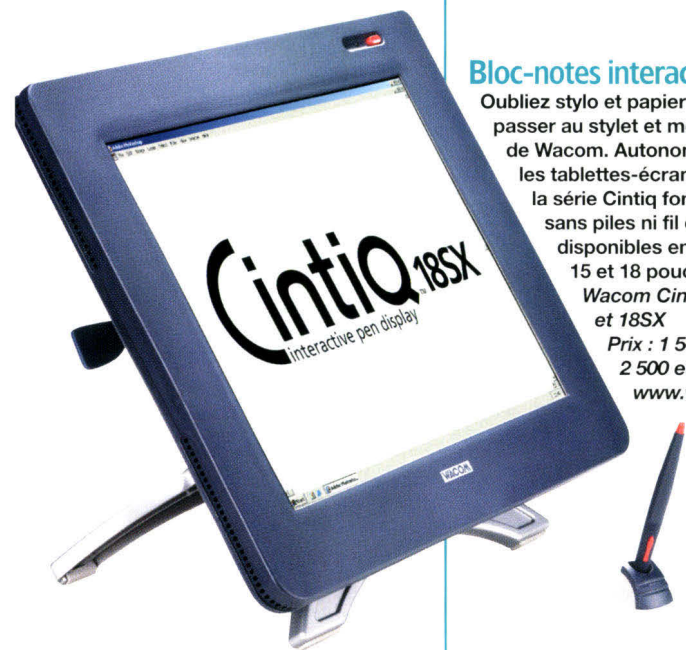 Bloc-notes interac
Oubliez stylo et papier
passer au stylet et m
de Wacom. Autonom
les tablettes-écran
la série Cintiq for
sans piles ni fil
disponibles en
15 et 18 pouc
Wacom Cin
et 18SX
Prix : 1 5
2 500 e
www.
CintiQ 18SX
interactive pen display
WACOM